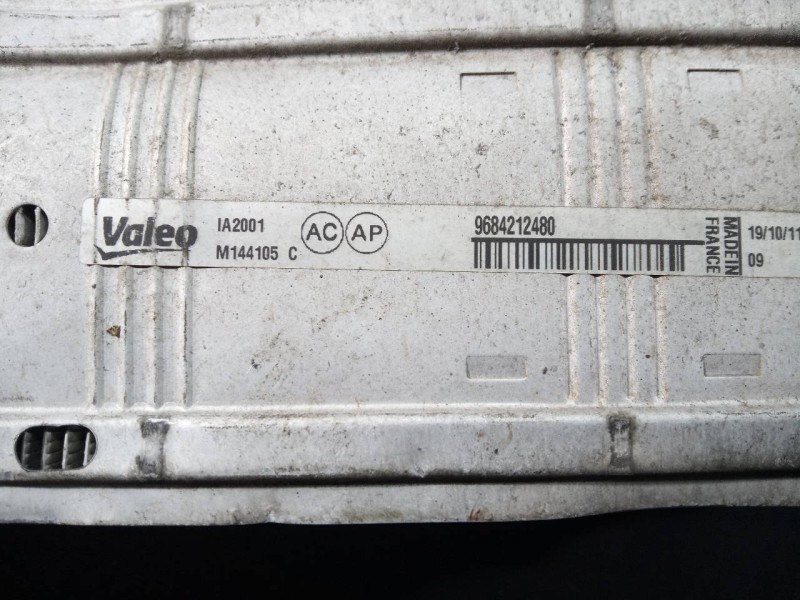 Valeo
IA2001
M144105 C
AC AP
9684212480
MADE IN
FRANCE
19/10/11
09